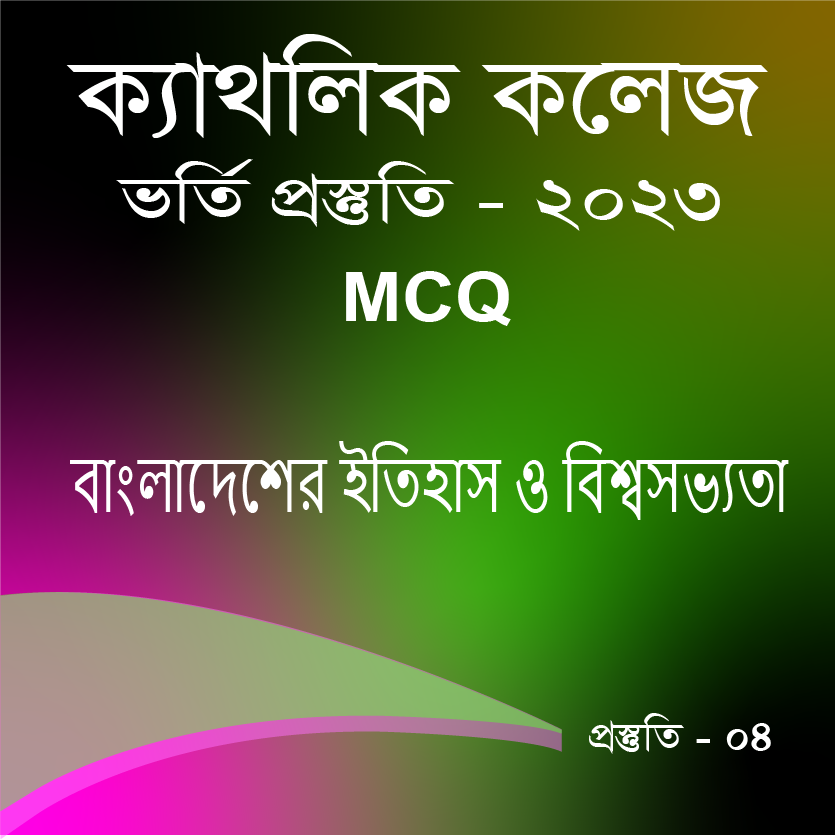 ক্যাথলিক কলেজ
ভর্তি প্রস্তুতি - ২০২৩
MCQ
বাংলাদেশের ইতিহাস ও বিশ্বসভ্যতা
প্রস্তুতি - ০৪